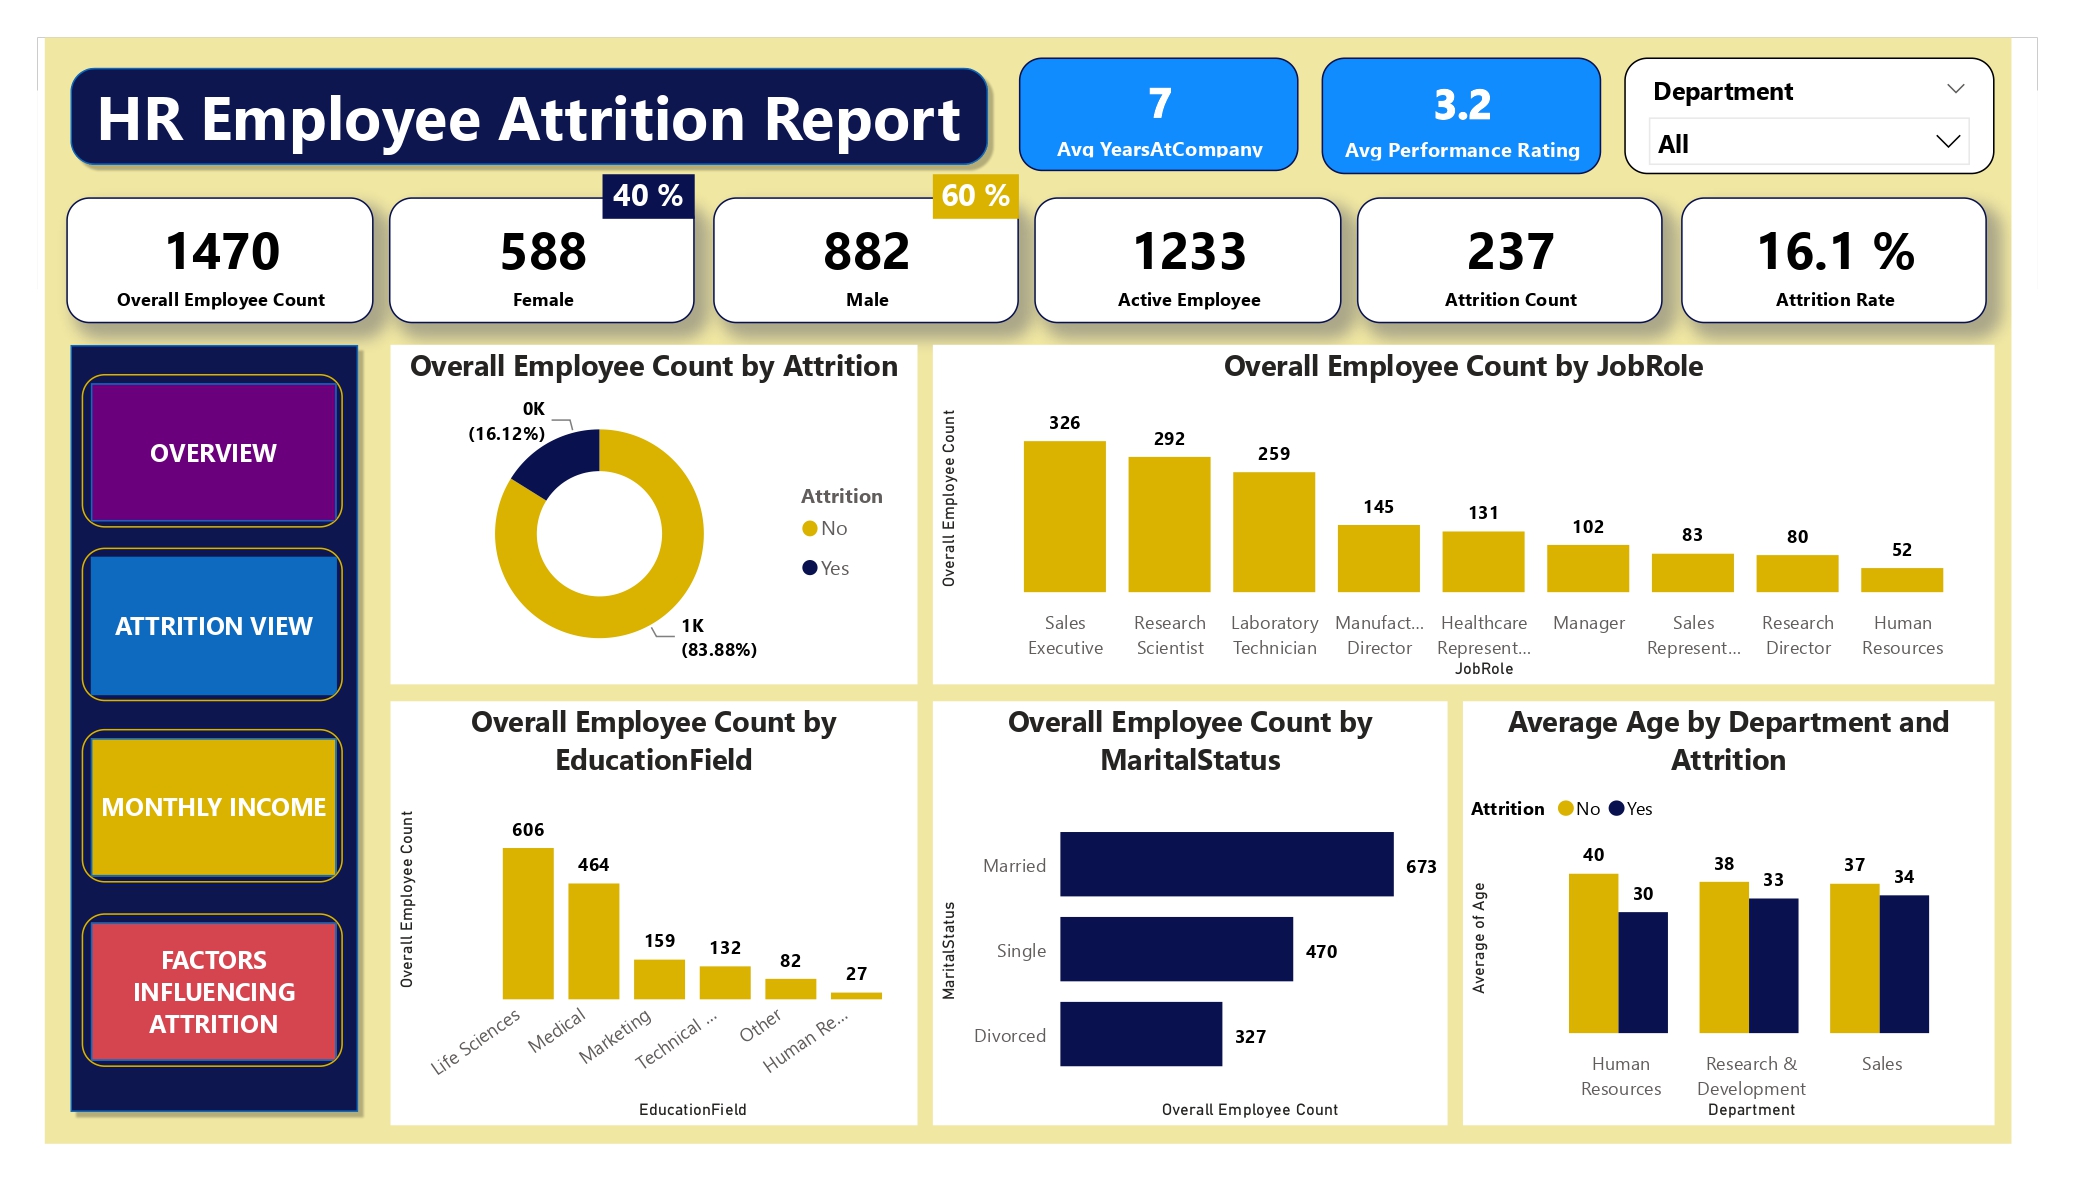 HR Employee Attrition Report
7
Avg YearsAtCompany
3.2
Avg Performance Rating
Department
All
40 %
60 %
1470
Overall Employee Count
588
Female
882
Male
1233
Active Employee
237
Attrition Count
16.1 %
Attrition Rate
OVERVIEW
ATTRITION VIEW
MONTHLY INCOME
FACTORS
INFLUENCING
ATTRITION
Overall Employee Count by Attrition
0K
(16.12%)
1K
(83.88%)
Attrition
No
Yes
Overall Employee Count by JobRole
Overall Employee Count
326
292
259
145
131
102
83
80
52
Sales
Executive
Research
Scientist
Laboratory
Technician
Manufact...
Director
Healthcare
Represent...
Manager
Sales
Represent...
Research
Director
Human
Resources
JobRole
Overall Employee Count by
EducationField
Overall Employee Count
606
464
159
132
82
27
Life Sciences
Medical
Marketing
Technical ...
Other
Human Re...
EducationField
Overall Employee Count by
MaritalStatus
MaritalStatus
Married
673
Single
470
Divorced
327
Overall Employee Count
Average Age by Department and
Attrition
Attrition No Yes
Average of Age
40
30
38
33
37
34
Human
Resources
Research &
Development
Sales
Department